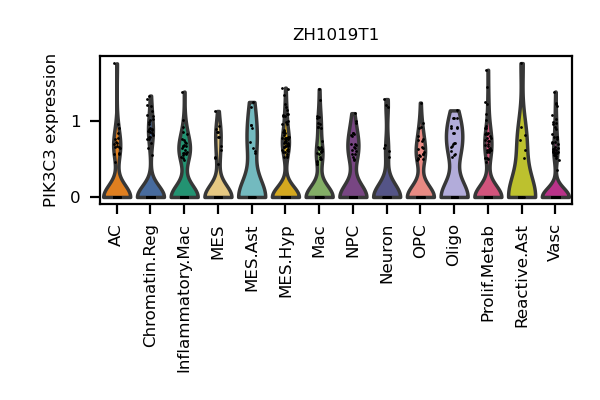 ZH1019T1
PIK3C3 expression
1
0
AC
Chromatin.Reg
Inflammatory.Mac
MES
MES.Ast
MES.Hyp
Mac
NPC
Neuron
OPC
Oligo
Prolif.Metab
Reactive.Ast
Vasc